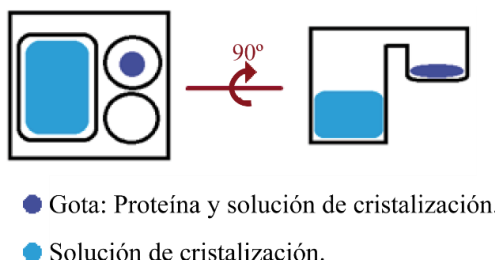 90º
Gota: Proteína y solución de cristalización.
Solución de cristalización.